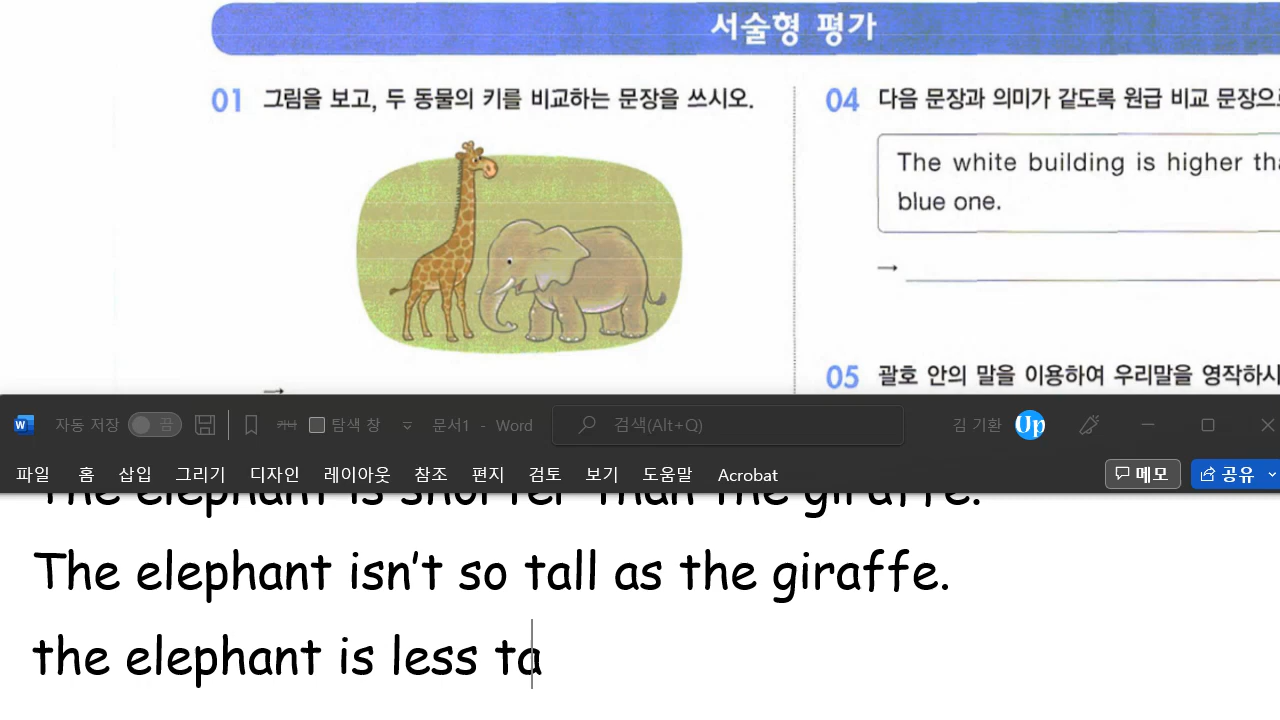 서술형 평가
01 그림을 보고, 두 동물의 키를 비교하는 문장을 쓰시오.
→
04 다음 문장과 의미가 같도록 원급 비교 문장으
The white building is higher
blue one.
→
05 괄호 안의 말을 이용하여 우리말을 영작하시
자동 저장 끔 가나 탐색 창 문서1 - Word 검색(Alt+Q) 김 기환 Up
파일 홈 삽입 그리기 디자인 레이아웃 참조 편지 검토 보기 도움말 Acrobat 메모 공유
The elephant is shorter than the giraffe.
The elephant isn't so tall as the giraffe.
the elephant is less ta